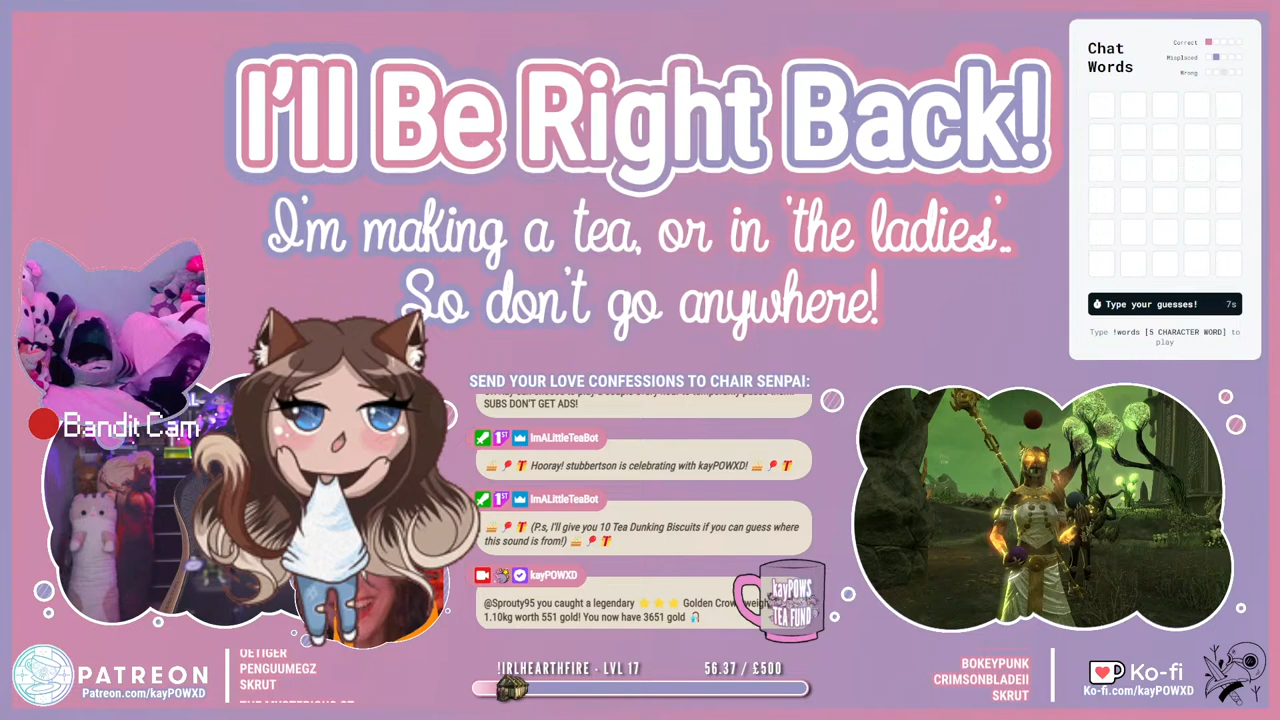 I'll Be Right Back!
I'm making a tea, or in 'the ladies'..
So don't go anywhere!
Chat
Words
Correct
Misplaced
Wrong
Type your guesses! 7s
Type !words [5 CHARACTER WORD] to
play
Bandit Cam
SEND YOUR LOVE CONFESSIONS TO CHAIR SENPAI:
SUBS DON'T GET ADS!
1ST ImALittleTeaBot
Hooray! stubbertson is celebrating with kayPOWXD!
1ST ImALittleTeaBot
(P.s, I'll give you 10 Tea Dunking Biscuits if you can guess where
this sound is from!)
kayPOWXD
@Sprouty95 you caught a legendary Golden Crow weigh
1.10kg worth 551 gold! You now have 3651 gold
kayPOWS
TEA FUND
PATREON
Patreon.com/kayPOWXD
UETIGER
PENGUUMEGZ
SKRUT
!IRLHEARTHFIRE · LVL 17 56.37 / £500
BOKEYPUNK
CRIMSONBLADEII
SKRUT
Ko-fi
Ko-fi.com/kayPOWXD